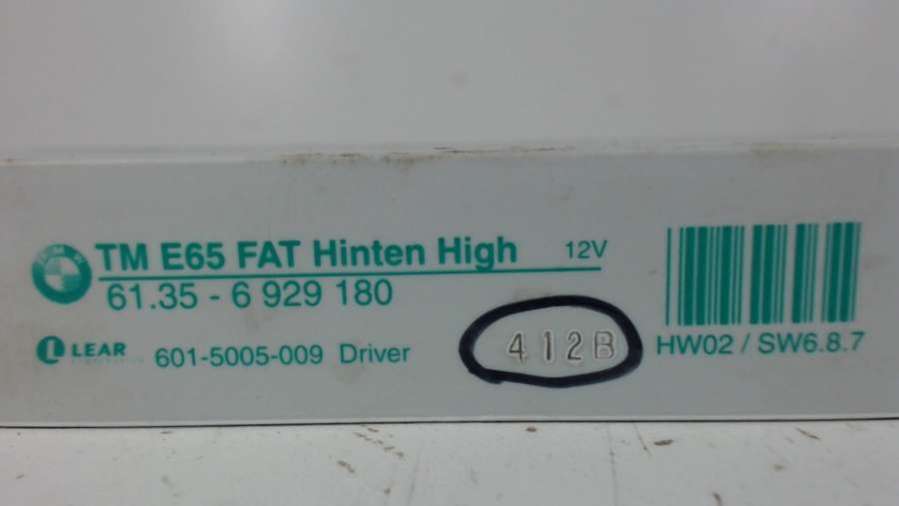 TM E65 FAT Hinten High 12V
61.35 - 6 929 180
LEAR 601-5005-009 Driver
412B
HW02 / SW6.8.7